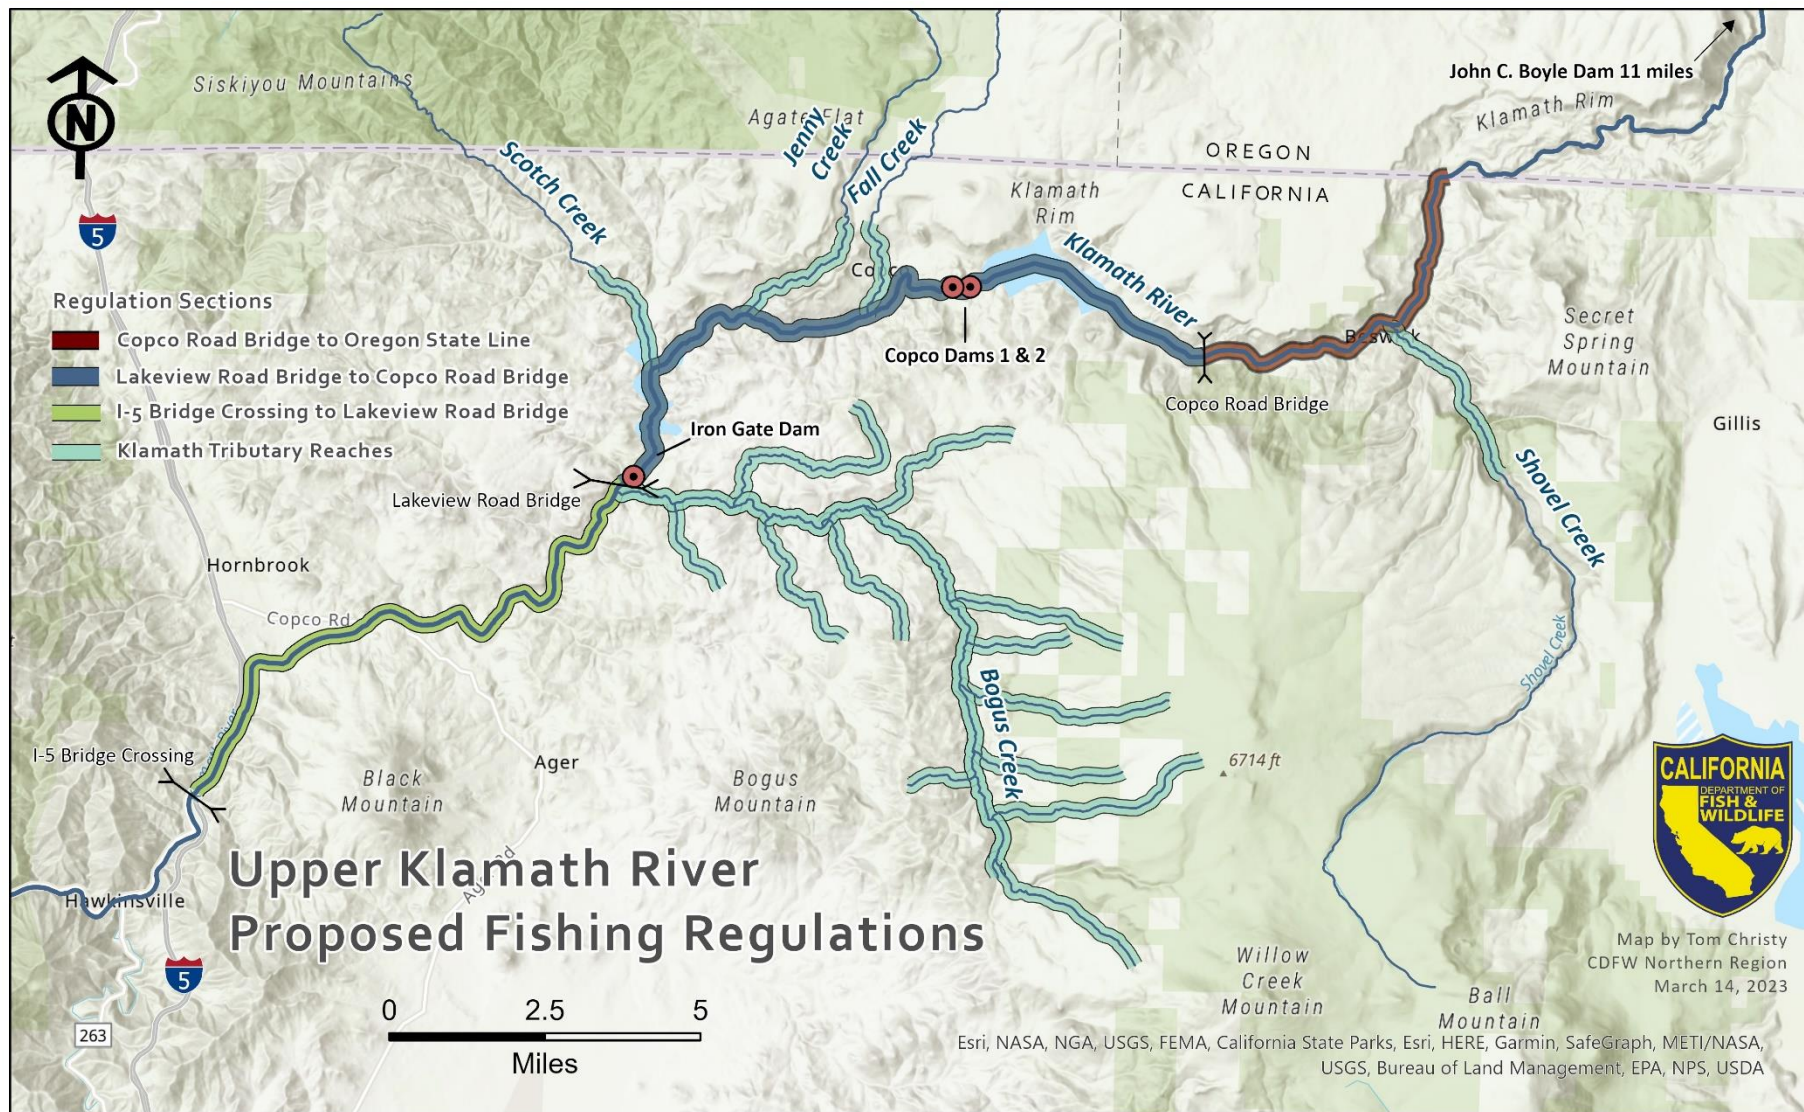 Siskiyou Mountains
John C. Boyle Dam 11 miles
Klamath Rim
Agate Flat
Jenny
Creek
Fall Creek
Scotch Creek
OREGON
CALIFORNIA
Klamath
Rim
N
5
Klamath River
Copco Dams 1 & 2
Secret
Spring
Mountain
Beswick
Regulation Sections
Copco Road Bridge to Oregon State Line
Lakeview Road Bridge to Copco Road Bridge
I-5 Bridge Crossing to Lakeview Road Bridge
Klamath Tributary Reaches
Copco Road Bridge
Gillis
Iron Gate Dam
Lakeview Road Bridge
Shovel Creek
Hornbrook
Copco Rd
Shovel Creek
Bogus Creek
I-5 Bridge Crossing
River
Ager
Black
Mountain
Bogus
Mountain
6714 ft
CALIFORNIA
DEPARTMENT OF
FISH &
WILDLIFE
Upper Klamath River
Proposed Fishing Regulations
Hawkinsville
5
263
0 2.5 5
Miles
Willow
Creek
Mountain
Ball
Mountain
Map by Tom Christy
CDFW Northern Region
March 14, 2023
Esri, NASA, NGA, USGS, FEMA, California State Parks, Esri, HERE, Garmin, SafeGraph, METI/NASA,
USGS, Bureau of Land Management, EPA, NPS, USDA